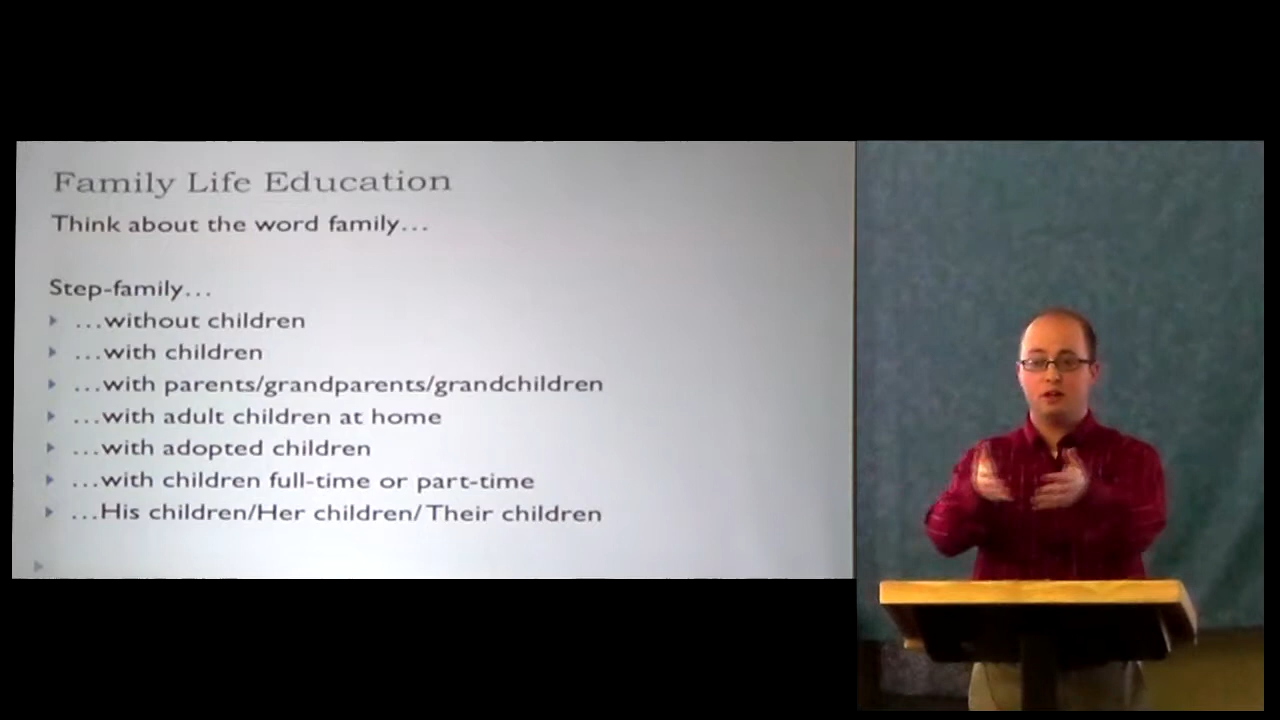 Family Life Education
Think about the word family...
Step-family...
...without children
...with children
...with parents/grandparents/grandchildren
...with adult children at home
...with adopted children
...with children full-time or part-time
...His children/Her children/Their children